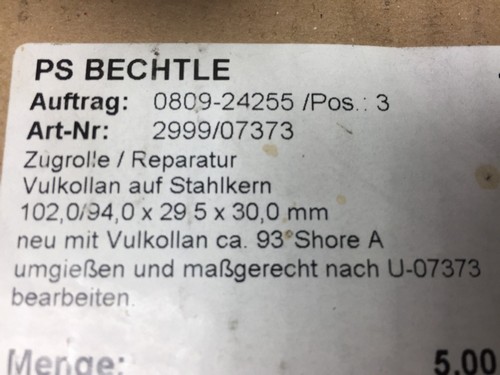 PS BECHTLE
Auftrag: 0809-24255 /Pos.: 3
Art-Nr: 2999/07373
Zugrolle / Reparatur
Vulkollan auf Stahlkern
102,0/94,0 x 29,5 x 30,0 mm
neu mit Vulkollan ca. 93°Shore A
umgießen und maßgerecht nach U-07373
bearbeiten.
Menge: 5,00